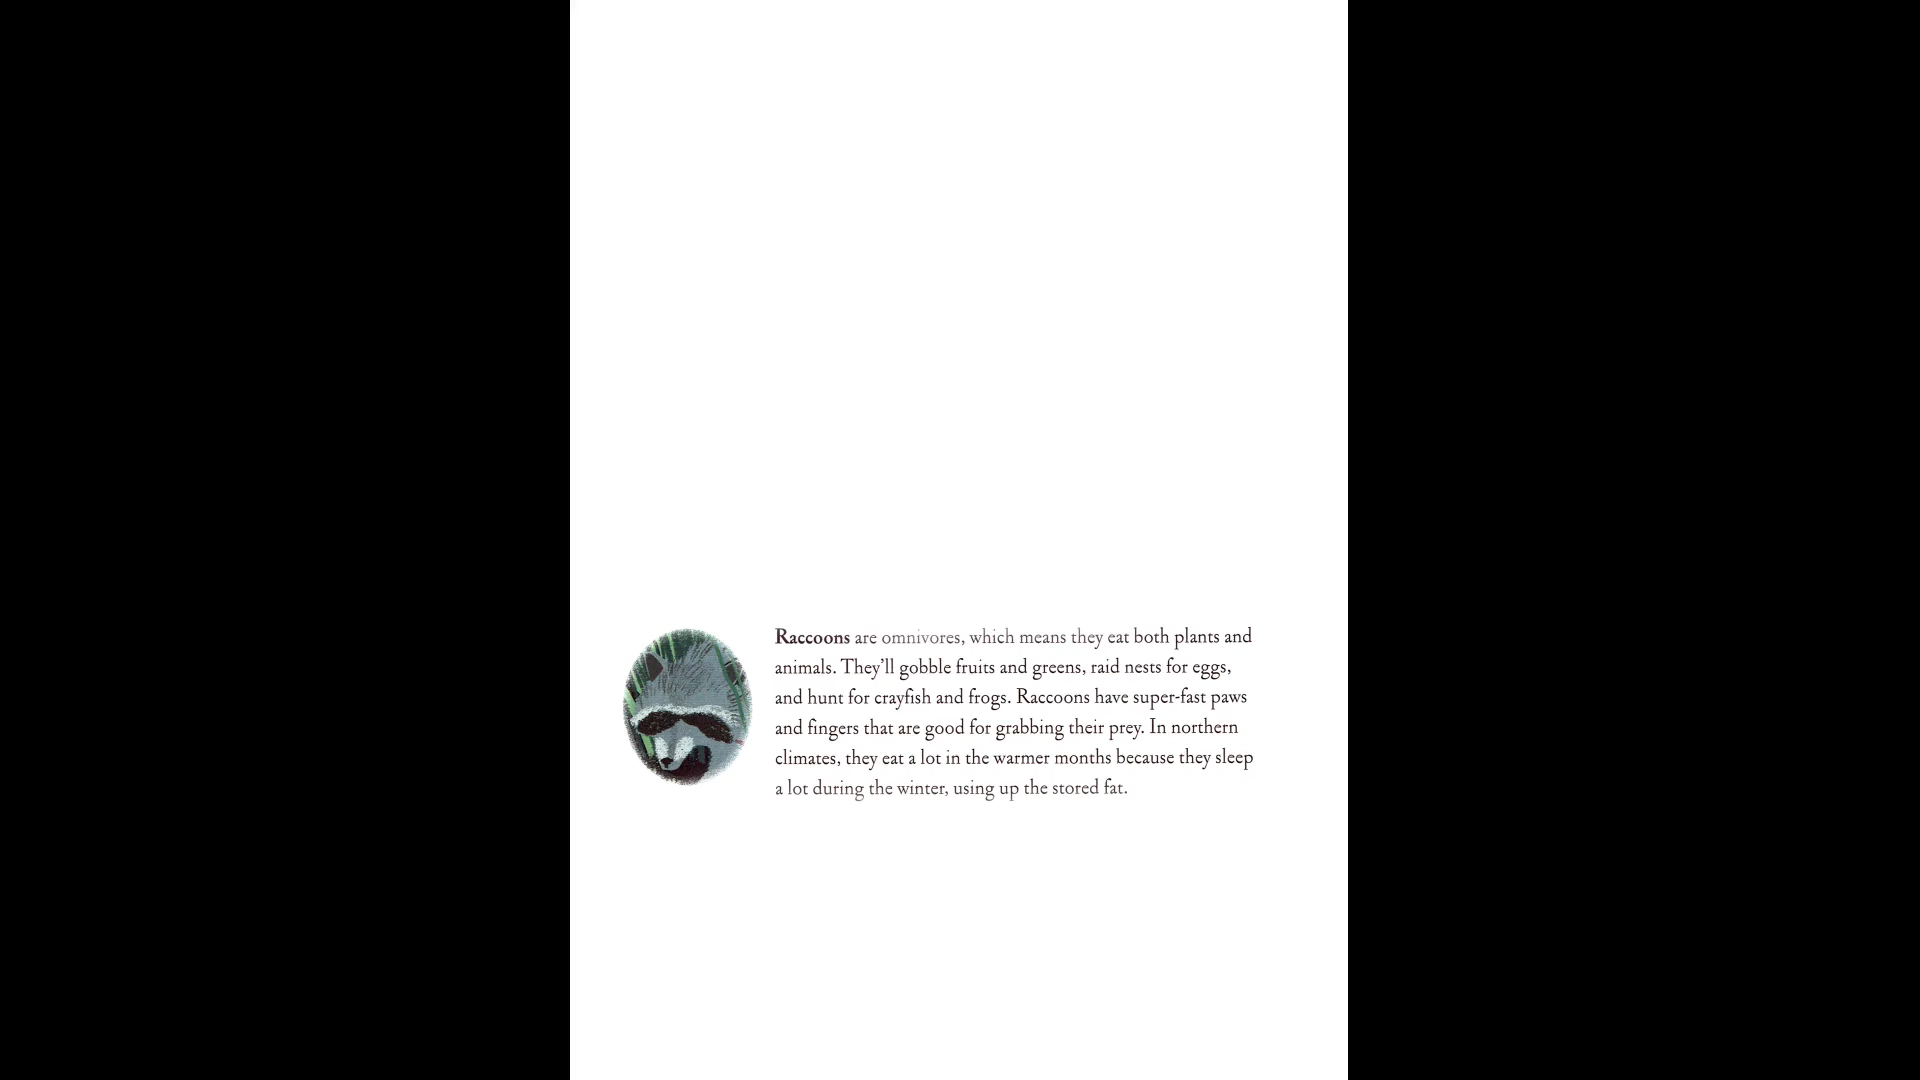 Raccoons are omnivores, which means they eat both plants and
animals. They’ll gobble fruits and greens, raid nests for eggs,
and hunt for crayfish and frogs. Raccoons have super-fast paws
and fingers that are good for grabbing their prey. In northern
climates, they eat a lot in the warmer months because they sleep
a lot during the winter, using up the stored fat.